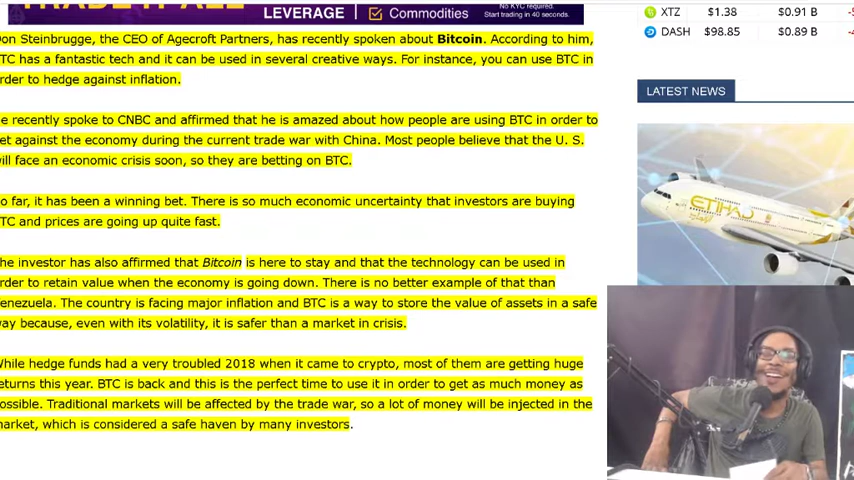 LEVERAGE
Commodities
No KYC required.
Start trading in 40 seconds.
on Steinbrugge, the CEO of Agecroft Partners, has recently spoken about Bitcoin. According to him,
TC has a fantastic tech and it can be used in several creative ways. For instance, you can use BTC in
rder to hedge against inflation.
e recently spoke to CNBC and affirmed that he is amazed about how people are using BTC in order to
et against the economy during the current trade war with China. Most people believe that the U. S.
ill face an economic crisis soon, so they are betting on BTC.
o far, it has been a winning bet. There is so much economic uncertainty that investors are buying
TC and prices are going up quite fast.
he investor has also affirmed that Bitcoin is here to stay and that the technology can be used in
rder to retain value when the economy is going down. There is no better example of that than
enezuela. The country is facing major inflation and BTC is a way to store the value of assets in a safe
ay because, even with its volatility, it is safer than a market in crisis.
hile hedge funds had a very troubled 2018 when it came to crypto, most of them are getting huge
eturns this year. BTC is back and this is the perfect time to use it in order to get as much money as
ossible. Traditional markets will be affected by the trade war, so a lot of money will be injected in the
arket, which is considered a safe haven by many investors.
XTZ $1.38 $0.91 B
DASH $98.85 $0.89 B
LATEST NEWS
ETIHAD